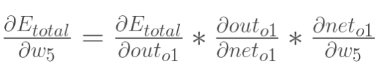 ∂E_total/∂w_5 = ∂E_total/∂out_o1 * ∂out_o1/∂net_o1 * ∂net_o1/∂w_5